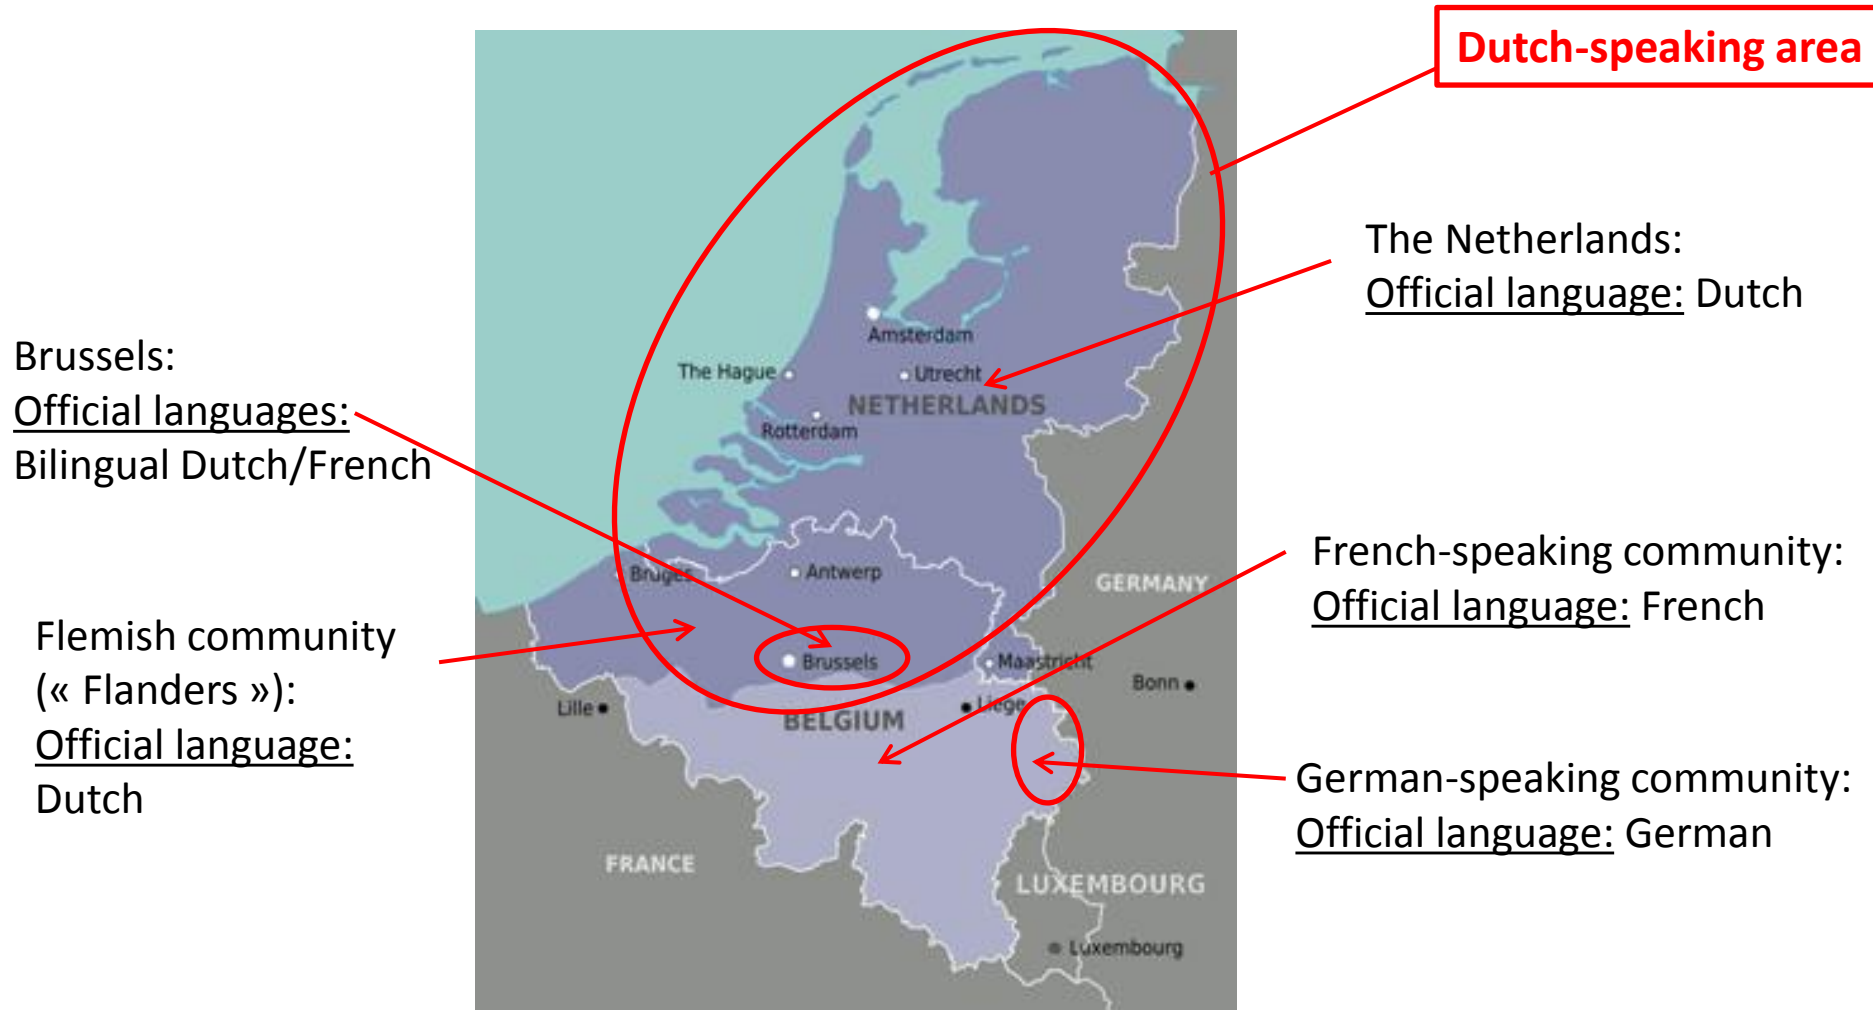 Dutch-speaking area
The Netherlands:
Official language: Dutch
Brussels:
Official languages:
Bilingual Dutch/French
Flemish community
(« Flanders »):
Official language:
Dutch
French-speaking community:
Official language: French
German-speaking community:
Official language: German
Amsterdam
The Hague
Utrecht
NETHERLANDS
Rotterdam
Bruges
Antwerp
GERMANY
Brussels
Maastricht
Bonn
Lille
Liege
BELGIUM
FRANCE
LUXEMBOURG
Luxembourg